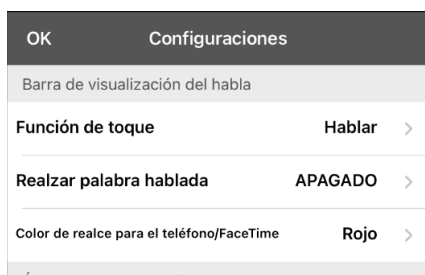 OK Configuraciones
Barra de visualización del habla
Función de toque Hablar
Realzar palabra hablada APAGADO
Color de realce para el teléfono/FaceTime Rojo